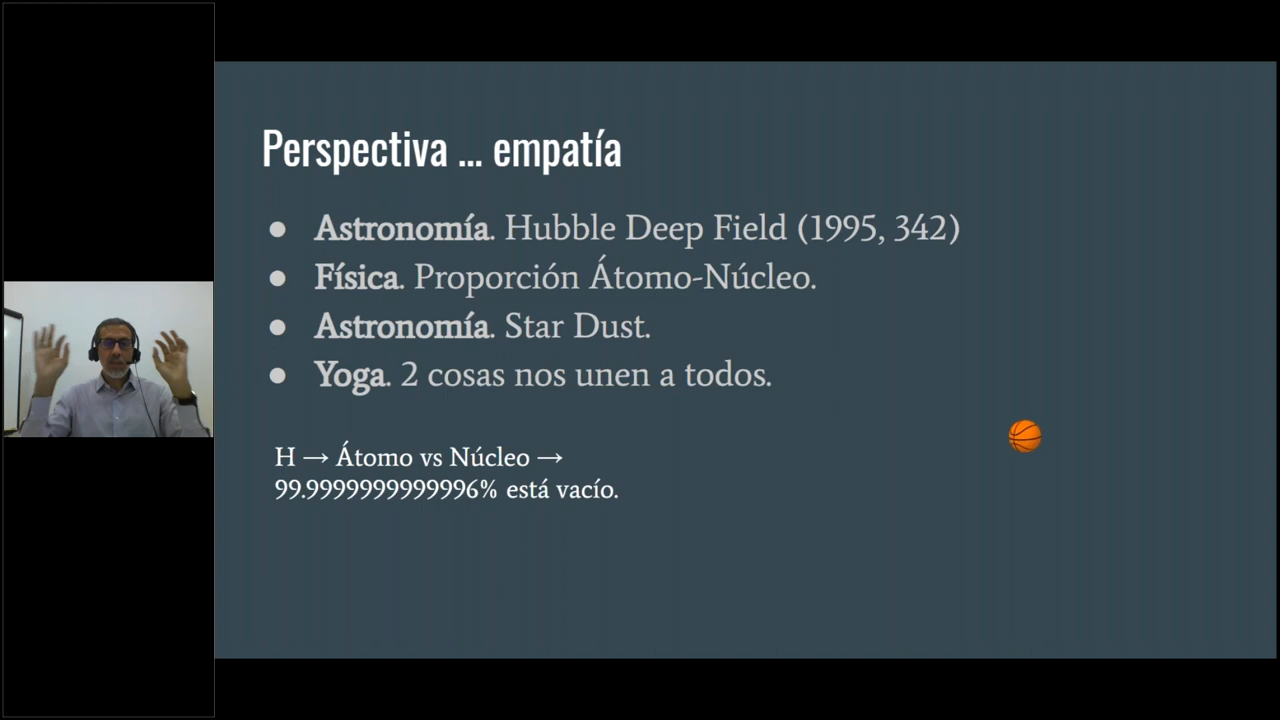 Perspectiva ... empatía
● Astronomía. Hubble Deep Field (1995, 342)
● Física. Proporción Átomo-Núcleo.
● Astronomía. Star Dust.
● Yoga. 2 cosas nos unen a todos.
H → Átomo vs Núcleo →
99.9999999999996% está vacío.